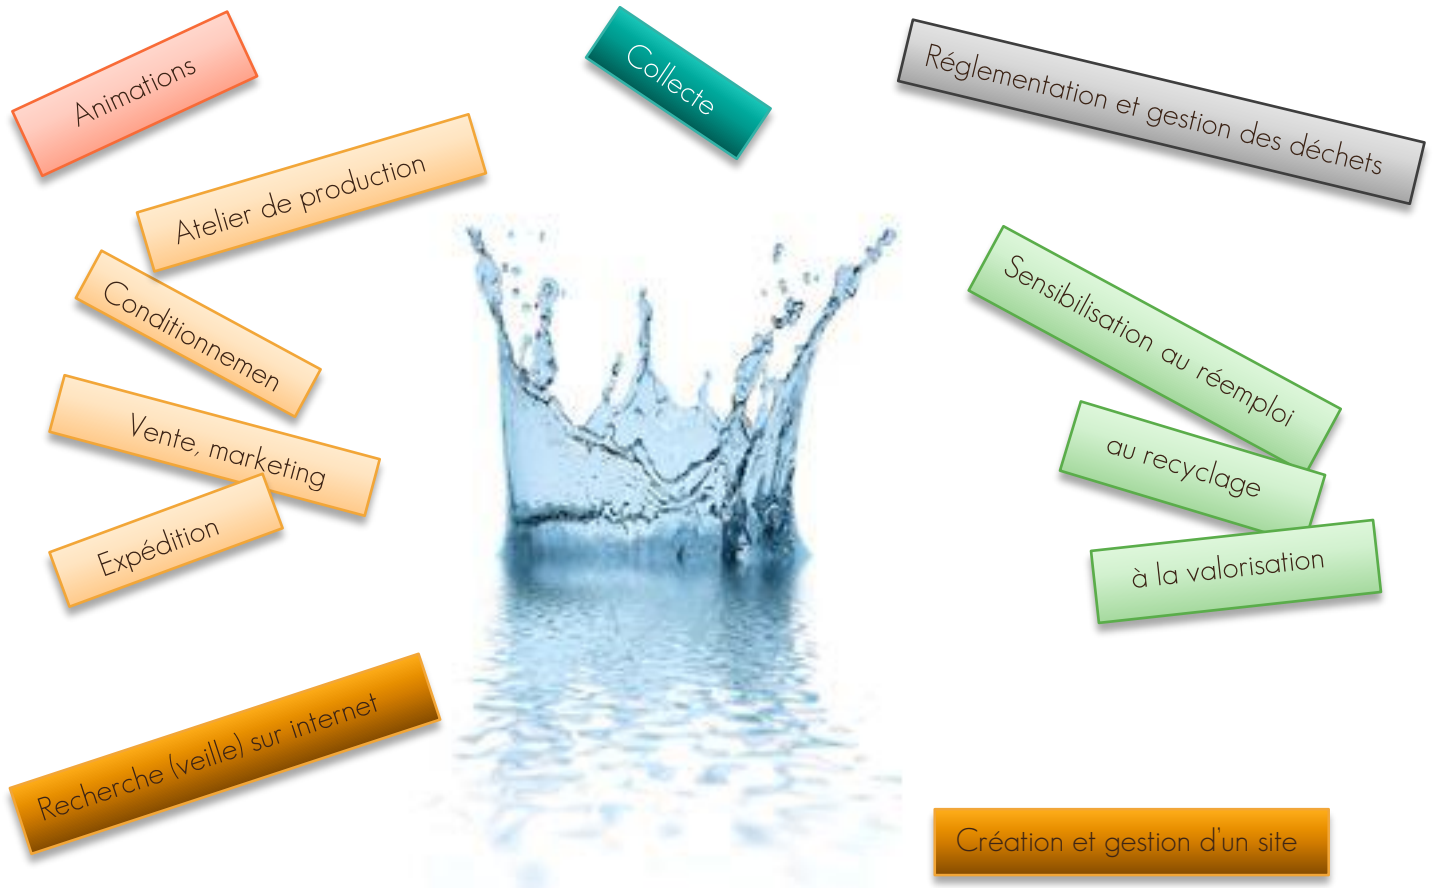 Animations
Collecte
Réglementation et gestion des déchets
Atelier de production
Conditionnemen
Vente, marketing
Expédition
Sensibilisation au réemploi
au recyclage
à la valorisation
Recherche (veille) sur internet
Création et gestion d'un site